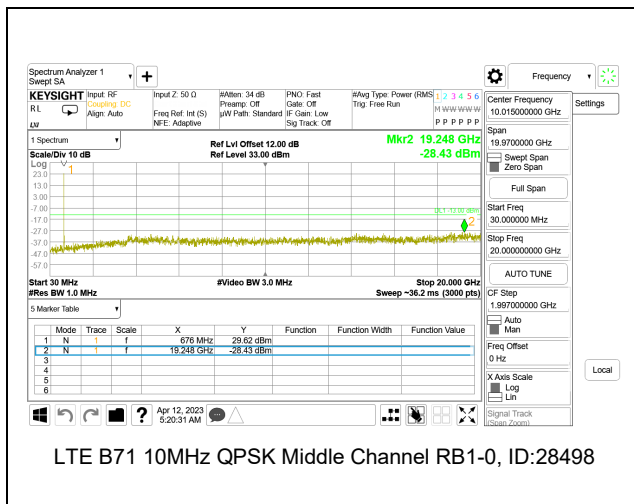 Spectrum Analyzer 1
Swept SA
+
Frequency
KEYSIGHT
RL
LXI
Input: RF
Coupling: DC
Align: Auto
Input Z: 50 Ω
Freq Ref: Int (S)
NFE: Adaptive
#Atten: 34 dB
Preamp: Off
µW Path: Standard
PNO: Fast
Gate: Off
IF Gain: Low
Sig Track: Off
#Avg Type: Power (RMS
Trig: Free Run
1 2 3 4 5 6
M W W W W W
P P P P P P
1 Spectrum
Scale/Div 10 dB
Ref Lvl Offset 12.00 dB
Ref Level 33.00 dBm
Mkr2 19.248 GHz
-28.43 dBm
Log
23.0
13.0
3.00
-7.00
-17.0
-27.0
-37.0
-47.0
-57.0
1
DL1 -13.00 dBm
2
Start 30 MHz
#Res BW 1.0 MHz
#Video BW 3.0 MHz
Stop 20.000 GHz
Sweep ~36.2 ms (3000 pts)
5 Marker Table
Mode Trace Scale X Y Function Function Width Function Value
1 N 1 f 676 MHz 29.62 dBm
2 N 1 f 19.248 GHz -28.43 dBm
3
4
5
6
Center Frequency
10.015000000 GHz
Settings
Span
19.9700000 GHz
Swept Span
Zero Span
Full Span
Start Freq
30.000000 MHz
Stop Freq
20.00000000 GHz
AUTO TUNE
CF Step
1.997000000 GHz
Auto
Man
Freq Offset
0 Hz
X Axis Scale
Log
Lin
Local
Signal Track
(Span Zoom)
?
Apr 12, 2023
5:20:31 AM
LTE B71 10MHz QPSK Middle Channel RB1-0, ID:28498